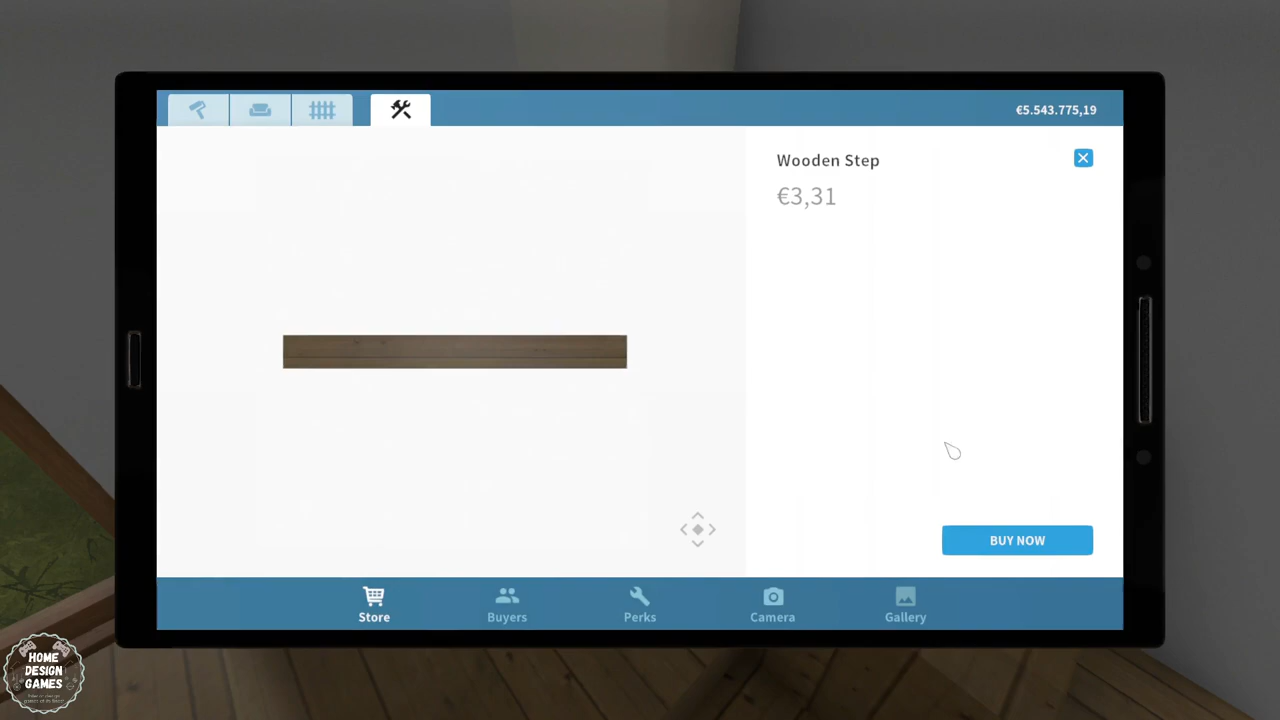 €5.543.775,19
Wooden Step
€3,31
BUY NOW
Store
Buyers
Perks
Camera
Gallery
HOME
DESIGN
GAMES